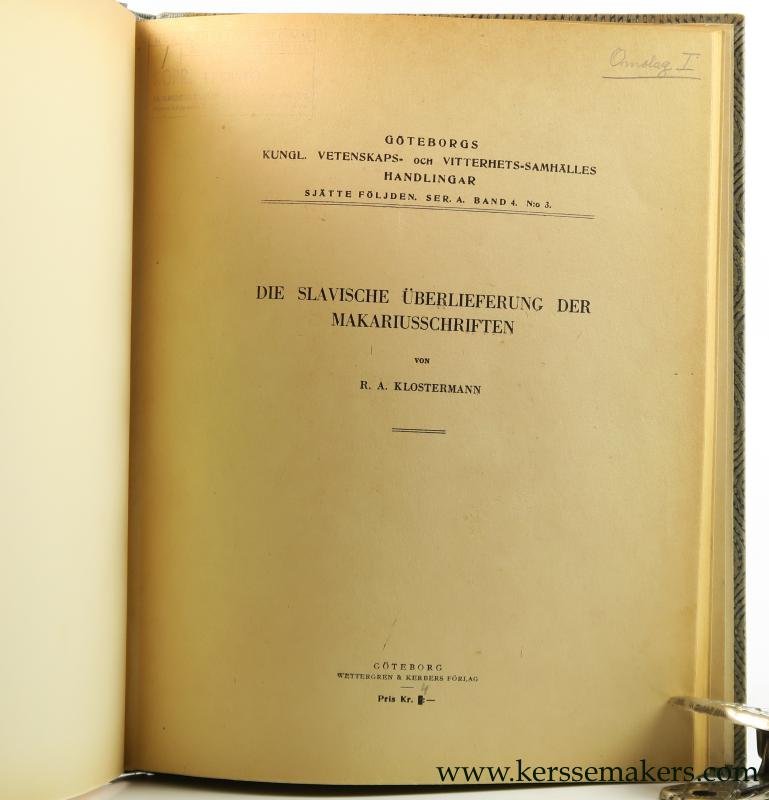 Omslag I
GÖTEBORGS
KUNGL. VETENSKAPS- OCH VITTERHETS-SAMHÄLLES
HANDLINGAR
SJÄTTE FÖLJDEN. SER. A. BAND 4. N:o 3.
DIE SLAVISCHE ÜBERLIEFERUNG DER
MAKARIUSSCHRIFTEN
VON
R. A. KLOSTERMANN
GÖTEBORG
WETTERGREN & KERBERS FÖRLAG
4
Pris Kr. :—
www.kerssemakers.com